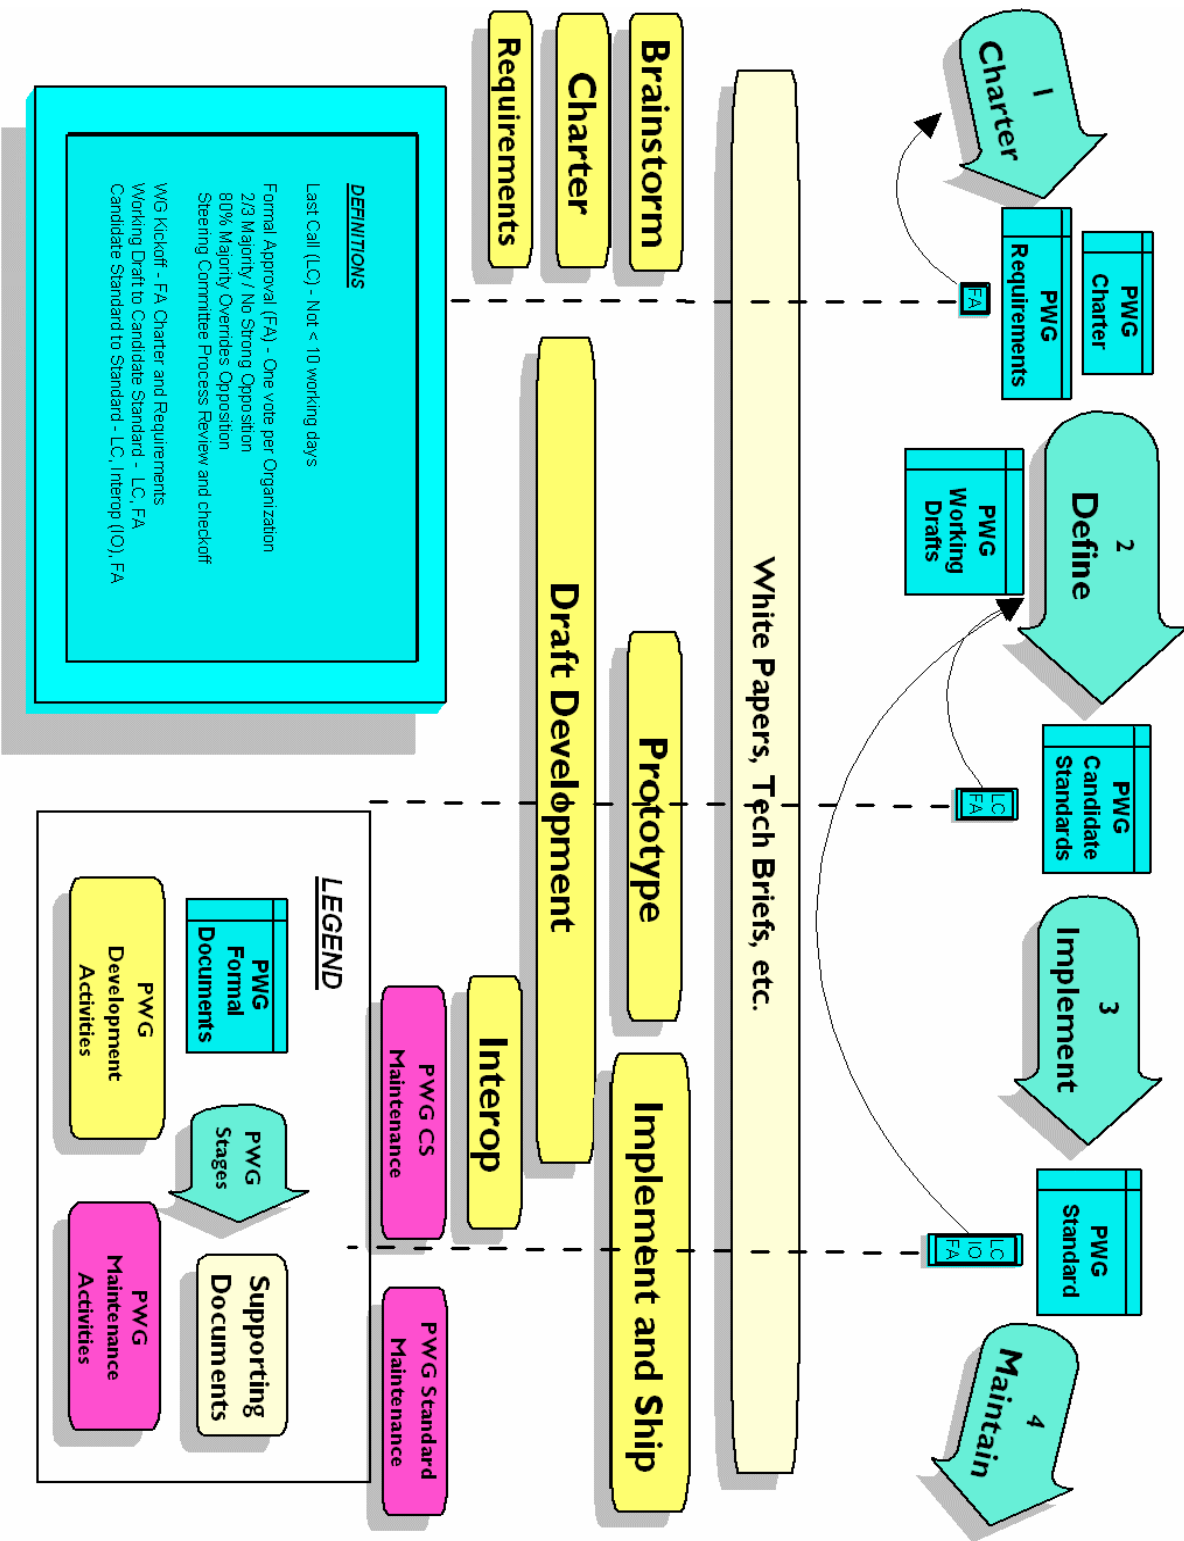 1
Charter
PWG
Charter
PWG
Requirements
FA
2
Define
PWG
Working
Drafts
PWG
Candidate
Standards
LC
FA
3
Implement
PWG
Standard
LC
IO
FA
4
Maintain
White Papers, Tech Briefs, etc.
Brainstorm
Charter
Requirements
Prototype
Draft Development
Implement and Ship
Interop
PWG CS
Maintenance
PWG Standard
Maintenance
DEFINITIONS
Last Call (LC) - Not < 10 working days
Formal Approval (FA) - One vote per Organization
2/3 Majority / No Strong Opposition
80% Majority Overrides Opposition
Steering Committee Process Review and checkoff
WG Kickoff - FA Charter and Requirements
Working Draft to Candidate Standard - LC, FA
Candidate Standard to Standard - LC, Interop (IO), FA
LEGEND
PWG
Formal
Documents
PWG
Stages
Supporting
Documents
PWG
Development
Activities
PWG
Maintenance
Activities